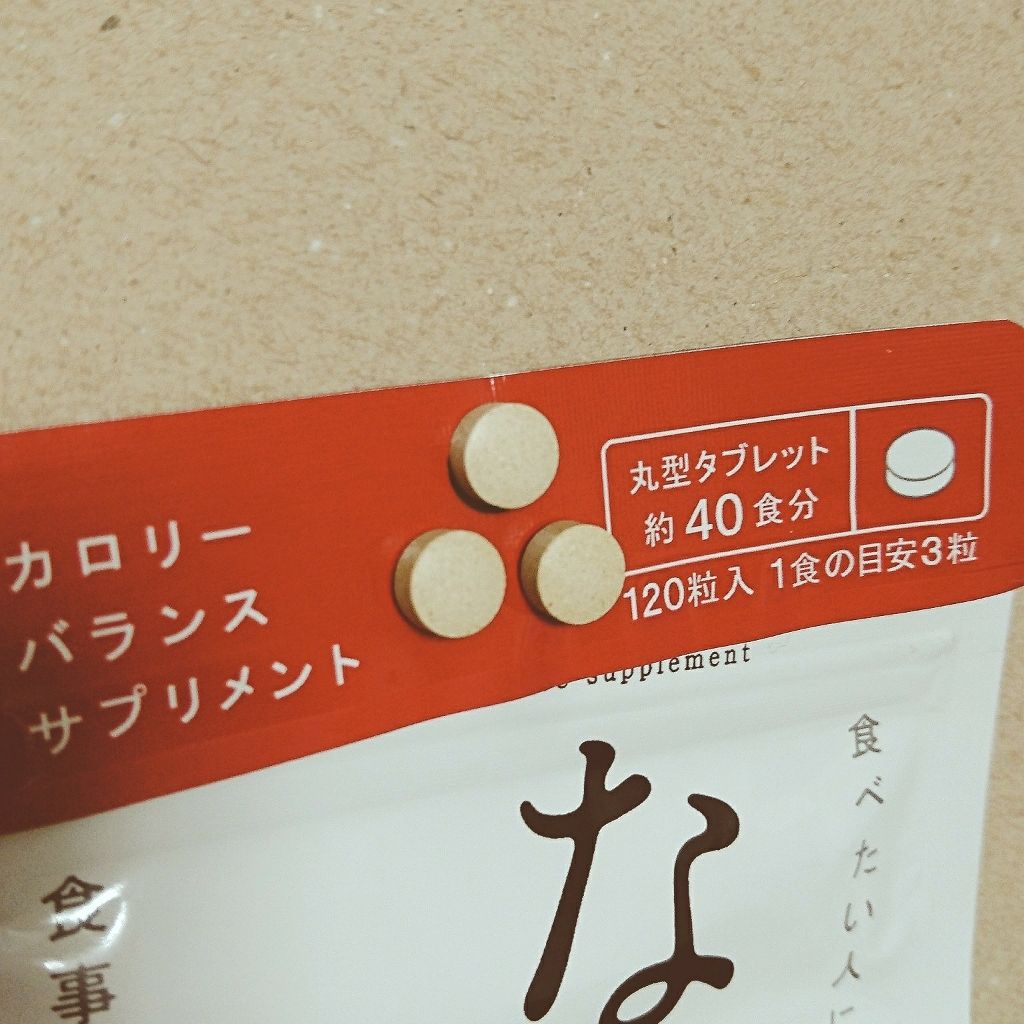 カロリー
バランス
サプリメント
丸型タブレット
約40食分
120粒入 1食の目安3粒
supplement
な
食べたい人に
食事